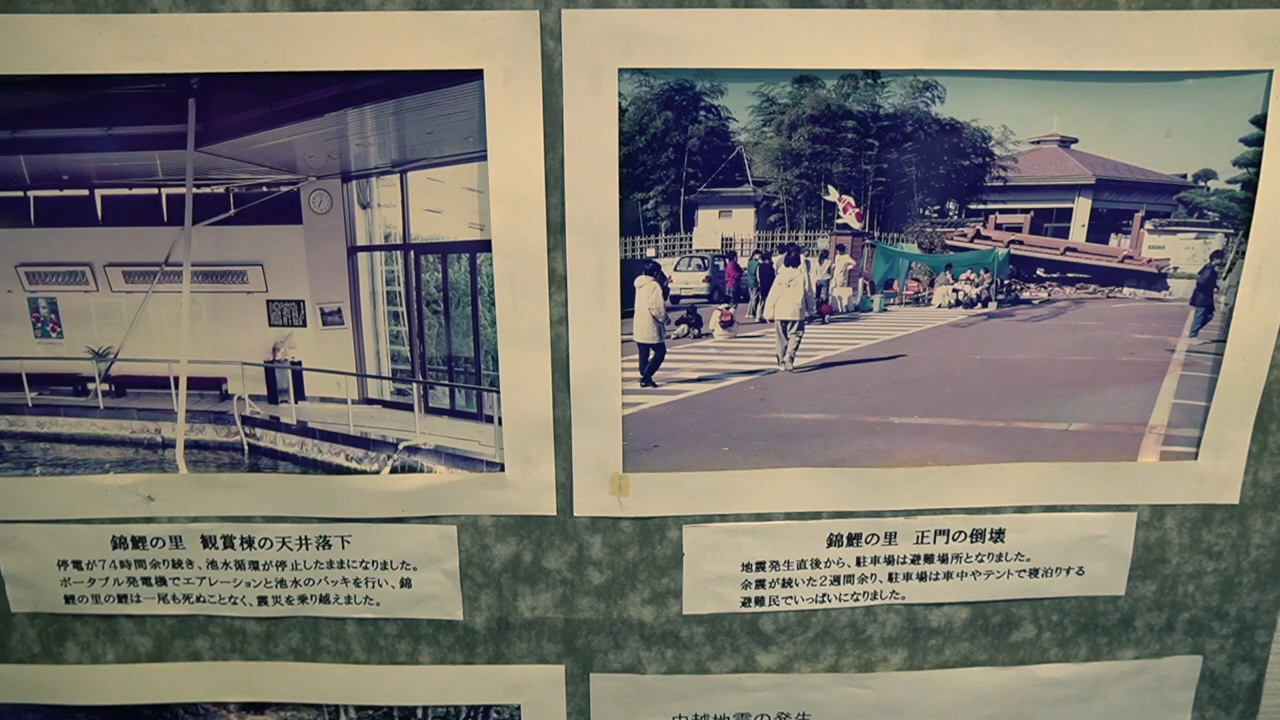 錦鯉の里 観賞棟の天井落下
停電が74時間余り続き、池水循環が停止したままになりました。
ポータブル発電機でエアレーションと池水のバッキを行い、錦
鯉の里の鯉は一尾も死ぬことなく、震災を乗り越えました。
錦鯉の里 正門の倒壊
地震発生直後から、駐車場は避難場所となりました。
余震が続いた2週間余り、駐車場は車中やテントで寝泊りする
避難民でいっぱいになりました。
中越地震の発生